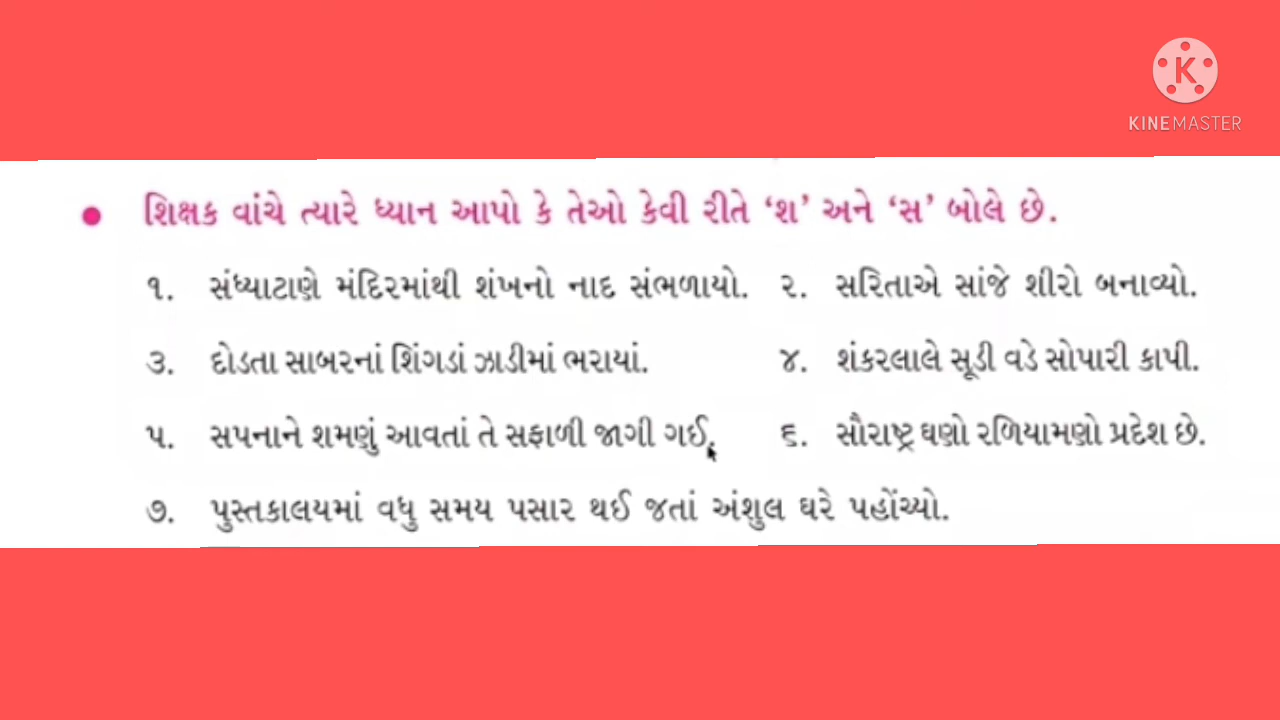 KINEMASTER
• શિક્ષક વાંચે ત્યારે ધ્યાન આપો કે તેઓ કેવી રીતે ‘શ’ અને ‘સ’ બોલે છે.
૧. સંધ્યાટાણે મંદિરમાંથી શંખનો નાદ સંભળાયો. ૨. સરિતાએ સાંજે શીરો બનાવ્યો.
૩. દોડતા સાબરનાં શિંગડાં ઝાડીમાં ભરાયાં. ૪. શંકરલાલે સૂડી વડે સોપારી કાપી.
૫. સપનાને શમણું આવતાં તે સફાળી જાગી ગઈ. ૬. સૌરાષ્ટ્ર ઘણો રળિયામણો પ્રદેશ છે.
૭. પુસ્તકાલયમાં વધુ સમય પસાર થઈ જતાં અંશુલ ઘરે પહોંચ્યો.